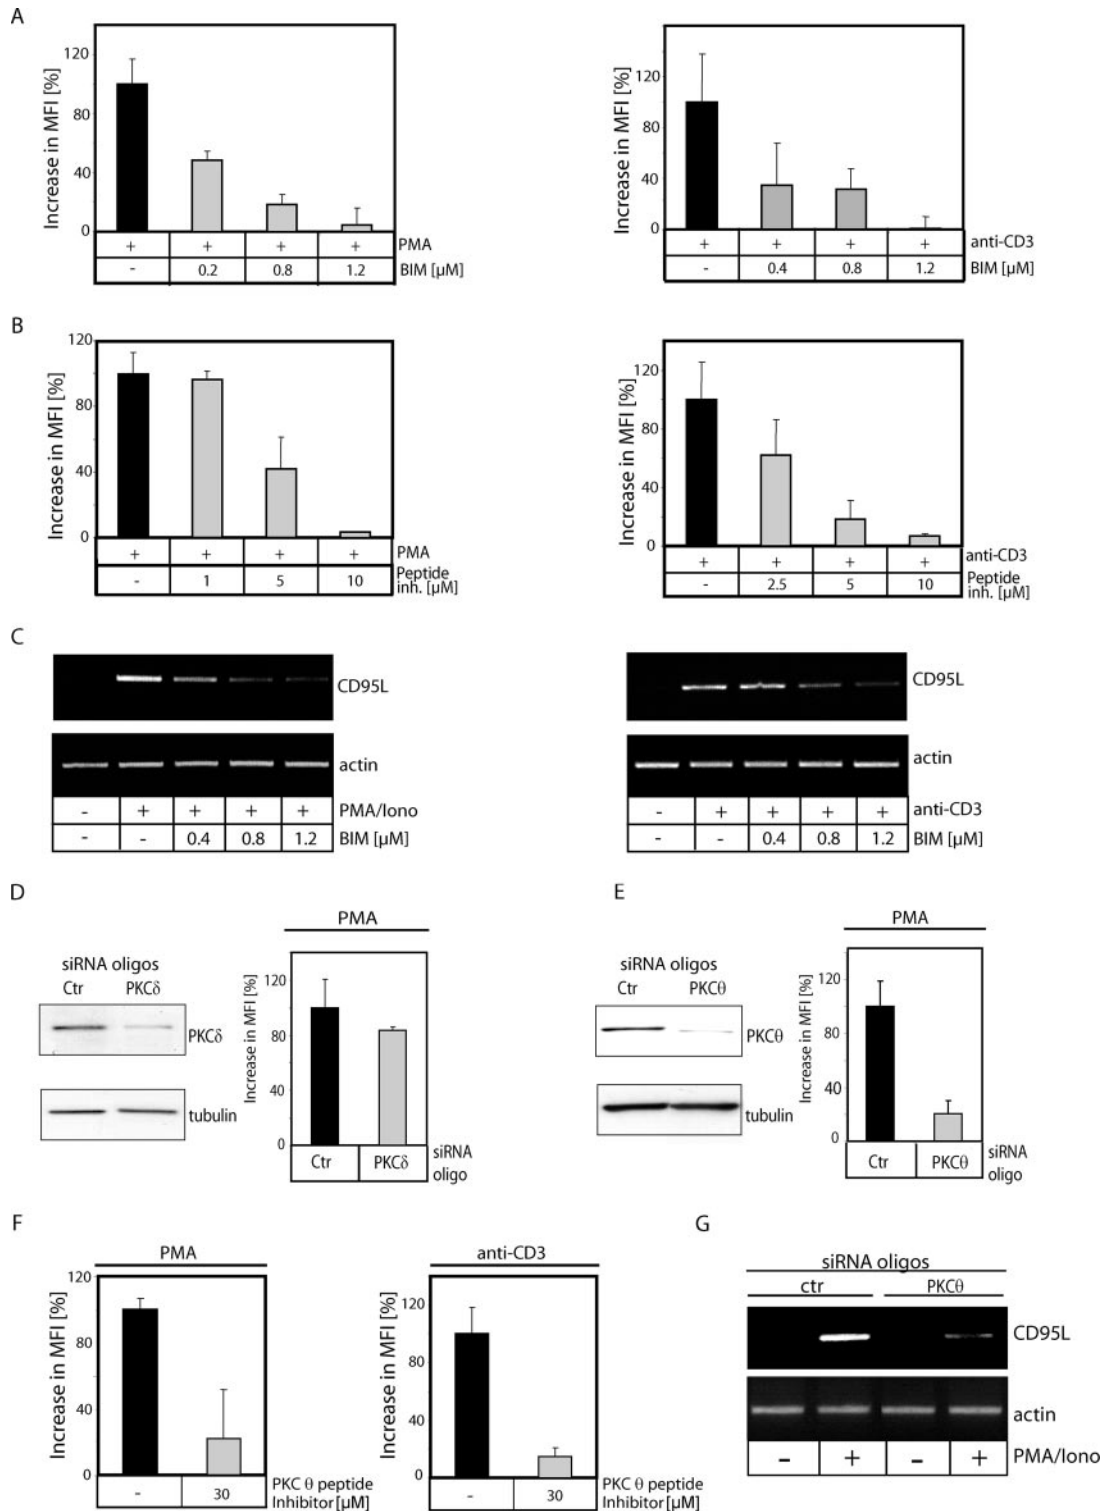 A
Increase in MFI [%]
120
80
40
0
+ + + + PMA
- 0.2 0.8 1.2 BIM [µM]
Increase in MFI [%]
120
80
40
0
+ + + + anti-CD3
- 0.4 0.8 1.2 BIM [µM]
B
Increase in MFI [%]
120
80
40
0
+ + + + PMA
- 1 5 10 Peptide
inh. [µM]
Increase in MFI [%]
120
80
40
0
+ + + + anti-CD3
- 2.5 5 10 Peptide
inh. [µM]
C
CD95L
actin
- + + + + PMA/Iono
- - 0.4 0.8 1.2 BIM [µM]
CD95L
actin
- + + + + anti-CD3
- - 0.4 0.8 1.2 BIM [µM]
D
siRNA oligos
Ctr PKCδ
PKCδ
tubulin
PMA
Increase in MFI [%]
120
80
40
0
Ctr PKCδ siRNA
oligo
E
siRNA oligos
Ctr PKCθ
PKCθ
tubulin
PMA
Increase in MFI [%]
120
80
40
0
Ctr PKCθ siRNA
oligo
F
PMA
Increase in MFI [%]
120
80
40
0
- 30 PKC θ peptide
Inhibitor[µM]
anti-CD3
Increase in MFI [%]
120
80
40
0
- 30 PKC θ peptide
Inhibitor[µM]
G
siRNA oligos
ctr PKCθ
CD95L
actin
- + - + PMA/Iono